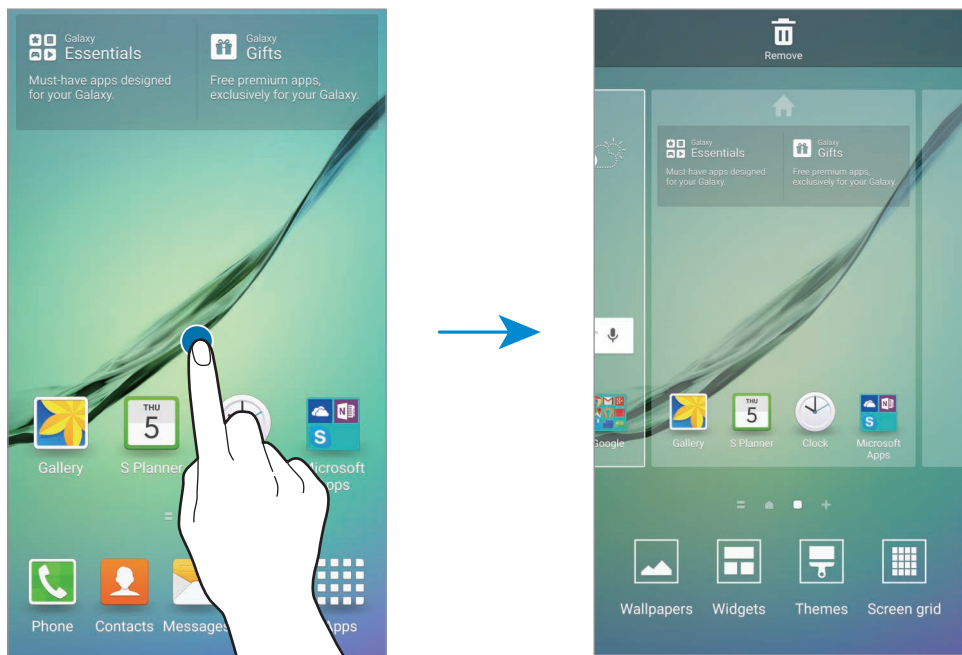 Galaxy
Essentials
Must-have apps designed
for your Galaxy.
Galaxy
Gifts
Free premium apps,
exclusively for your Galaxy.
THU
5
N
S
Gallery
S Planner
Microsoft
Apps
Phone
Contacts
Messages
Apps
Remove
Galaxy
Essentials
Must-have apps designed
for your Galaxy.
Galaxy
Gifts
Free premium apps,
exclusively for your Galaxy.
THU
5
N
S
Google
Gallery
S Planner
Clock
Microsoft
Apps
Wallpapers
Widgets
Themes
Screen grid